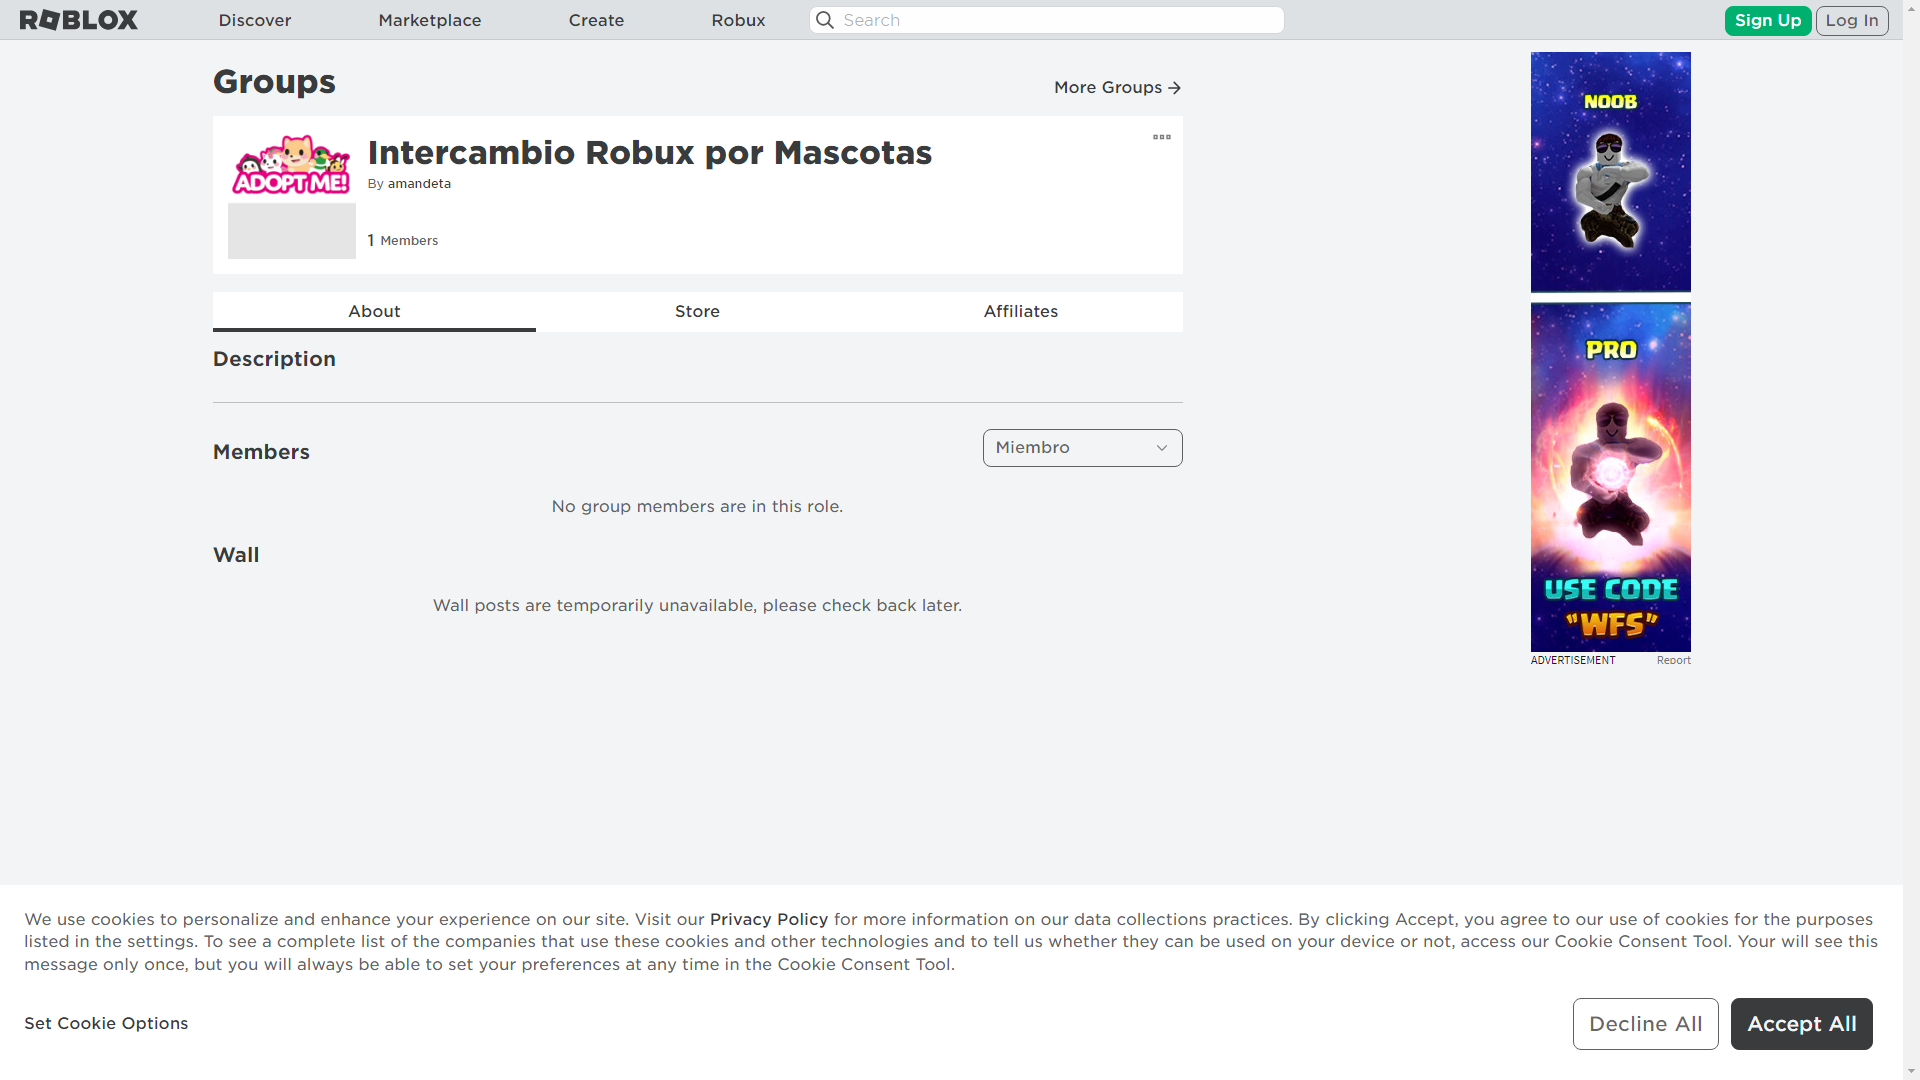 ROBLOX
Discover
Marketplace
Create
Robux
Search
Sign Up
Log In
Groups
More Groups
ADOPT ME!
Intercambio Robux por Mascotas
By amandeta
1 Members
About
Store
Affiliates
Description
Members
Miembro
No group members are in this role.
Wall
Wall posts are temporarily unavailable, please check back later.
NOOB
PRO
USE CODE
"WFS"
ADVERTISEMENT
Report
We use cookies to personalize and enhance your experience on our site. Visit our Privacy Policy for more information on our data collections practices. By clicking Accept, you agree to our use of cookies for the purposes
listed in the settings. To see a complete list of the companies that use these cookies and other technologies and to tell us whether they can be used on your device or not, access our Cookie Consent Tool. Your will see this
message only once, but you will always be able to set your preferences at any time in the Cookie Consent Tool.
Set Cookie Options
Decline All
Accept All